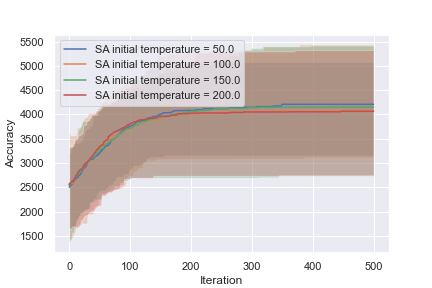 5500
5000
4500
4000
3500
3000
2500
2000
1500
Accuracy
SA initial temperature = 50.0
SA initial temperature = 100.0
SA initial temperature = 150.0
SA initial temperature = 200.0
0 100 200 300 400 500
Iteration